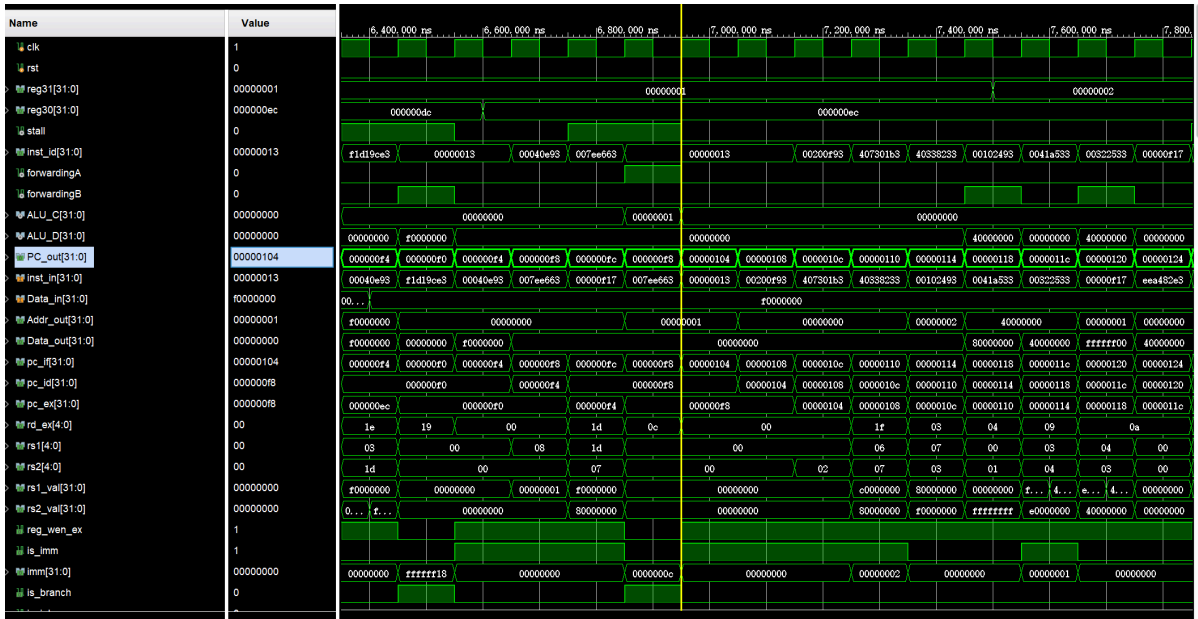 Name Value 6,400.000 ns 6,600.000 ns 6,800.000 ns 7,000.000 ns 7,200.000 ns 7,400.000 ns 7,600.000 ns 7,800.
clk 1
rst 0
reg31[31:0] 00000001 00000001 00000002
reg30[31:0] 000000ec 000000dc 000000ec
stall 0
inst_id[31:0] 00000013 f1d19ce3 00000013 00040e93 007ee663 00000013 00200f93 407301b3 40338233 00102493 0041a533 00322533 00000f17
forwardingA 0
forwardingB 0
ALU_C[31:0] 00000000 00000000 00000001 00000000
ALU_D[31:0] 00000000 00000000 f0000000 00000000 40000000 00000000 40000000 00000000
PC_out[31:0] 00000104 000000f4 000000f0 000000f4 000000f8 000000fc 000000f8 00000104 00000108 0000010c 00000110 00000114 00000118 0000011c 00000120 00000124
inst_in[31:0] 00000013 00040e93 f1d19ce3 00040e93 007ee663 00000f17 007ee663 00000013 00200f93 407301b3 40338233 00102493 0041a533 00322533 00000f17 eea482e3
Data_in[31:0] f0000000 00... f0000000
Addr_out[31:0] 00000001 f0000000 00000000 00000001 00000000 00000002 40000000 00000001 00000000
Data_out[31:0] 00000000 f0000000 00000000 f0000000 00000000 80000000 40000000 ffffff00 40000000
pc_if[31:0] 00000104 000000f4 000000f0 000000f4 000000f8 000000fc 000000f8 00000104 00000108 0000010c 00000110 00000114 00000118 0000011c 00000120 00000124
pc_id[31:0] 000000f8 000000f0 000000f4 000000f8 00000104 00000108 0000010c 00000110 00000114 00000118 0000011c 00000120
pc_ex[31:0] 000000f8 000000ec 000000f0 000000f4 000000f8 00000104 00000108 0000010c 00000110 00000114 00000118 0000011c
rd_ex[4:0] 00 1e 19 00 1d 0c 00 1f 03 04 09 0a
rs1[4:0] 00 03 00 08 1d 00 06 07 00 03 04 00
rs2[4:0] 00 1d 00 07 00 02 07 03 01 04 03 00
rs1_val[31:0] 00000000 f0000000 00000000 00000001 f0000000 00000000 c0000000 80000000 00000000 f... 4... e... 4... 00000000
rs2_val[31:0] 00000000 0... f... 00000000 80000000 00000000 80000000 f0000000 ffffffff e0000000 40000000 00000000
reg_wen_ex 1
is_imm 1
imm[31:0] 00000000 00000000 ffffff18 00000000 0000000c 00000000 00000002 00000000 00000001 00000000
is_branch 0